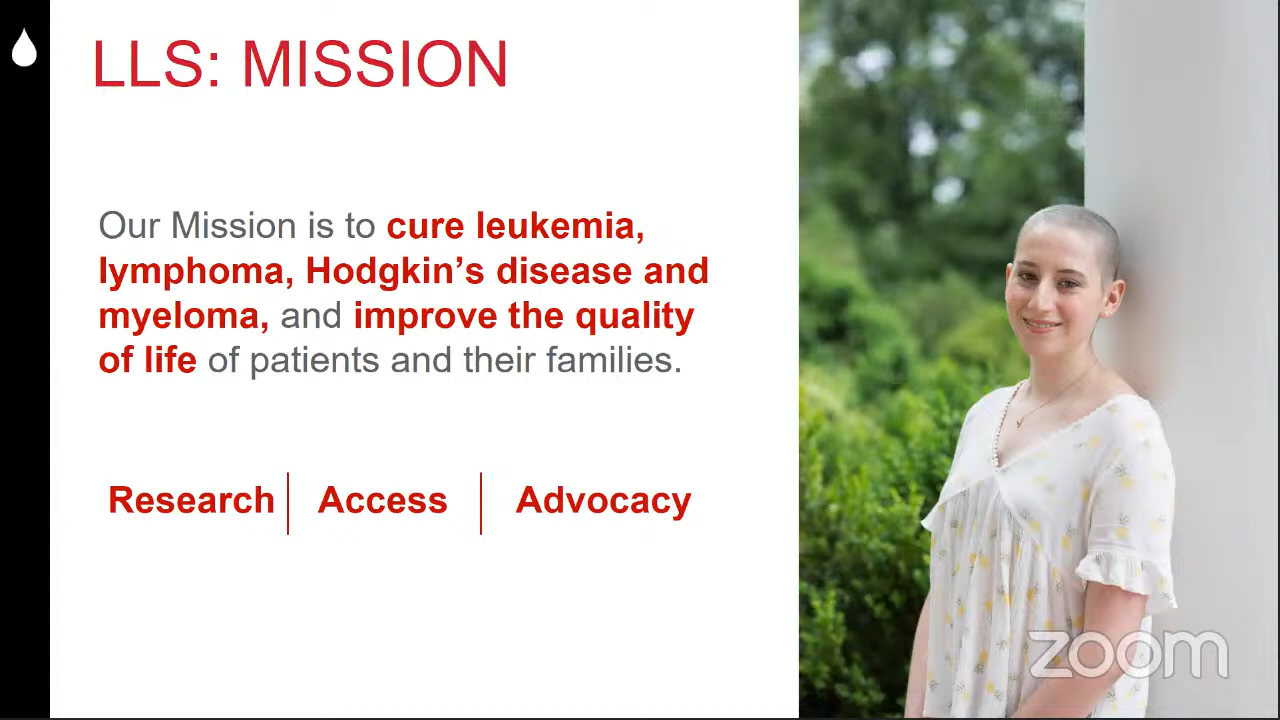 LLS: MISSION
Our Mission is to cure leukemia,
lymphoma, Hodgkin’s disease and
myeloma, and improve the quality
of life of patients and their families.
Research | Access | Advocacy
zoom